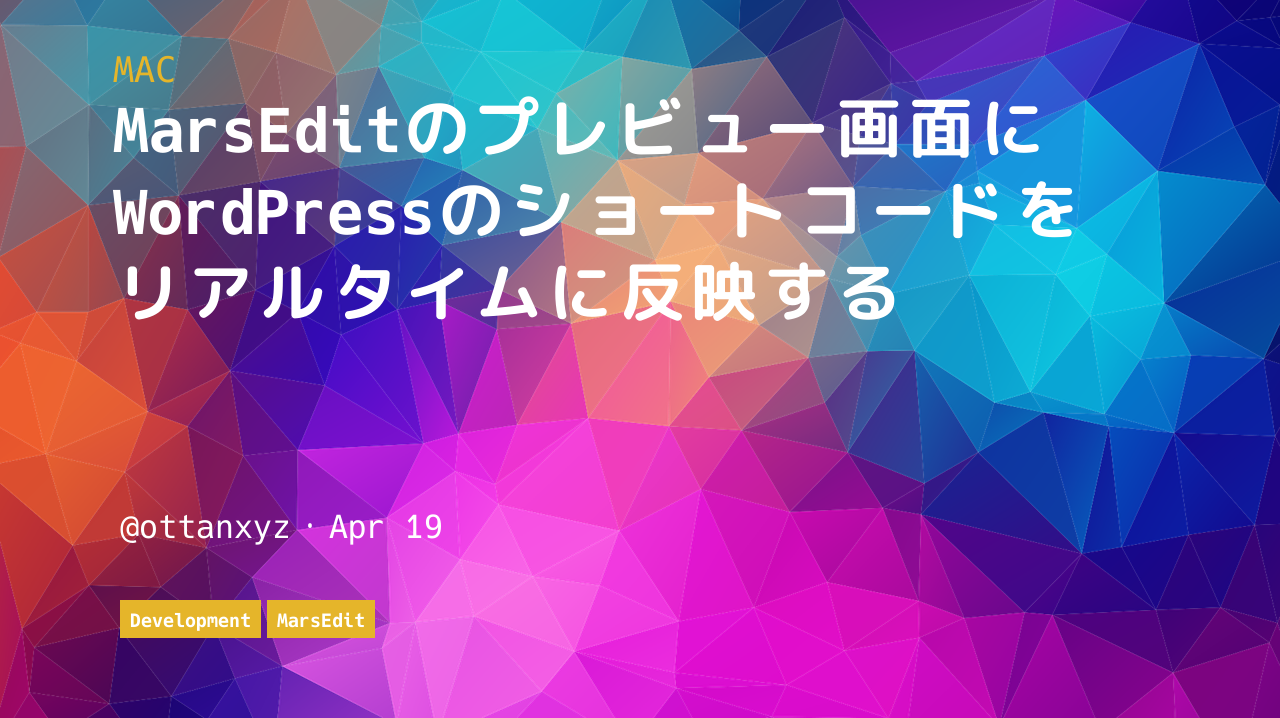 MAC
MarsEditのプレビュー画面に
WordPressのショートコードを
リアルタイムに反映する
@ottanxyz・Apr 19
Development MarsEdit